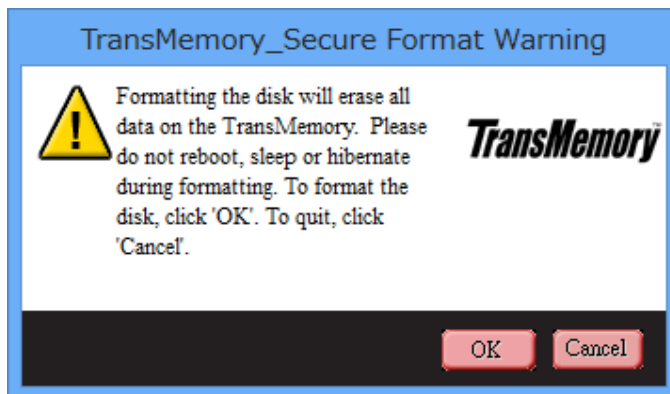 TransMemory_Secure Format Warning
Formatting the disk will erase all
data on the TransMemory.  Please
do not reboot, sleep or hibernate
during formatting. To format the
disk, click 'OK'. To quit, click
'Cancel'.
TransMemory™
OK
Cancel